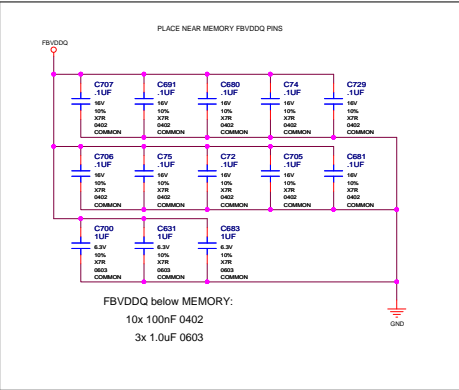 PLACE NEAR MEMORY FBVDDQ PINS
FBVDDQ
C707 C691 C680 C74 C729
.1UF .1UF .1UF .1UF .1UF
16V 16V 16V 16V 16V
10% 10% 10% 10% 10%
X7R X7R X7R X7R X7R
0402 0402 0402 0402 0402
COMMON COMMON COMMON COMMON COMMON
C706 C75 C72 C705 C681
.1UF .1UF .1UF .1UF .1UF
16V 16V 16V 16V 16V
10% 10% 10% 10% 10%
X7R X7R X7R X7R X7R
0402 0402 0402 0402 0402
COMMON COMMON COMMON COMMON COMMON
C700 C631 C683
1UF 1UF 1UF
6.3V 6.3V 6.3V
10% 10% 10%
X7R X7R X7R
0603 0603 0603
COMMON COMMON COMMON
FBVDDQ below MEMORY:
10x 100nF 0402
3x 1.0uF 0603
GND